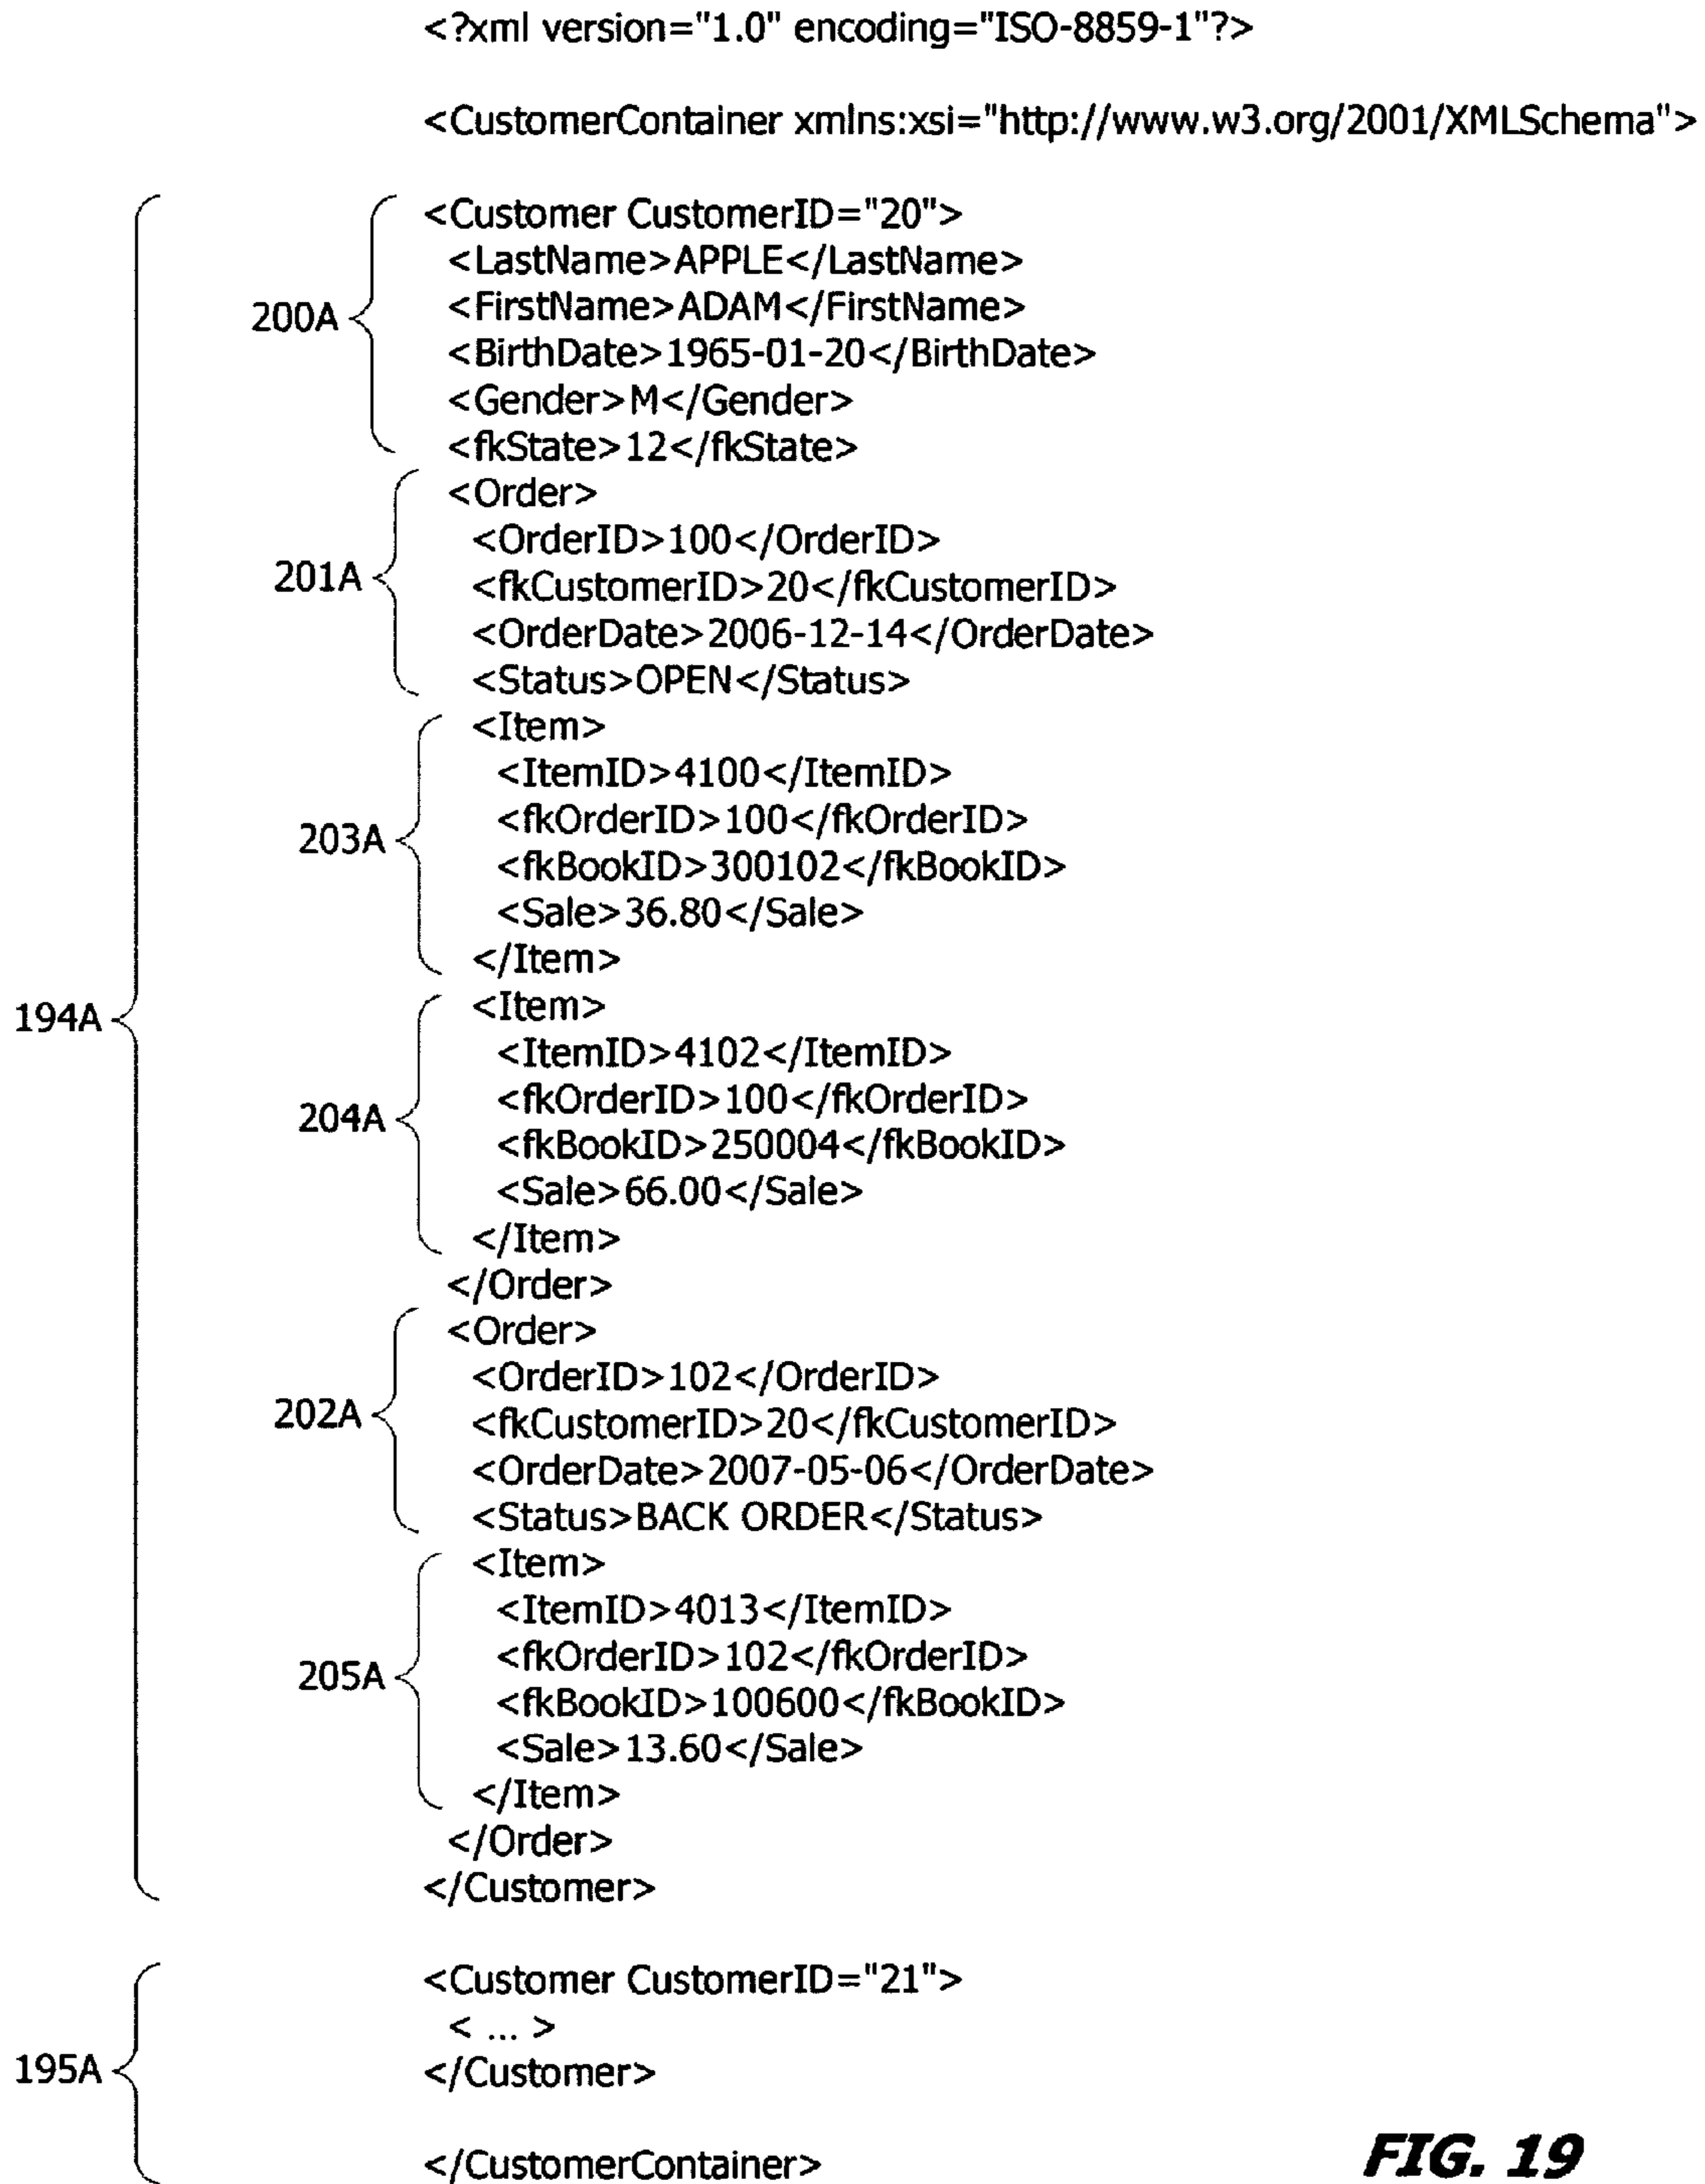 <?xml version="1.0" encoding="ISO-8859-1"?>
<CustomerContainer xmlns:xsi="http://www.w3.org/2001/XMLSchema">
<Customer CustomerID="20">
<LastName>APPLE</LastName>
<FirstName>ADAM</FirstName>
200A
<BirthDate>1965-01-20</BirthDate>
<Gender>M</Gender>
<fkState>12</fkState>
<Order>
<OrderID>100</OrderID>
201A
<fkCustomerID>20</fkCustomerID>
<OrderDate>2006-12-14</OrderDate>
<Status>OPEN</Status>
<Item>
<ItemID>4100</ItemID>
<fkOrderID>100</fkOrderID>
203A
<fkBookID>300102</fkBookID>
<Sale>36.80</Sale>
</Item>
194A
<Item>
<ItemID>4102</ItemID>
<fkOrderID>100</fkOrderID>
204A
<fkBookID>250004</fkBookID>
<Sale>66.00</Sale>
</Item>
</Order>
<Order>
<OrderID>102</OrderID>
202A
<fkCustomerID>20</fkCustomerID>
<OrderDate>2007-05-06</OrderDate>
<Status>BACK ORDER</Status>
<Item>
<ItemID>4013</ItemID>
<fkOrderID>102</fkOrderID>
205A
<fkBookID>100600</fkBookID>
<Sale>13.60</Sale>
</Item>
</Order>
</Customer>
<Customer CustomerID="21">
< ... >
195A
</Customer>
</CustomerContainer>
FIG. 19